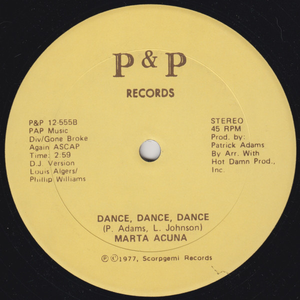 P & P
RECORDS
P&P 12-555B
PAP Music
Div/Gone Broke
Again ASCAP
Time: 2:59
D.J. Version
Louis Algers/
Phillip Williams
STEREO
45 RPM
Prod. by:
Patrick Adams
By Arr. With
Hot Damn Prod.,
Inc.
DANCE, DANCE, DANCE
(P. Adams, L. Johnson)
MARTA ACUNA
℗ ©1977, Scorpgemi Records